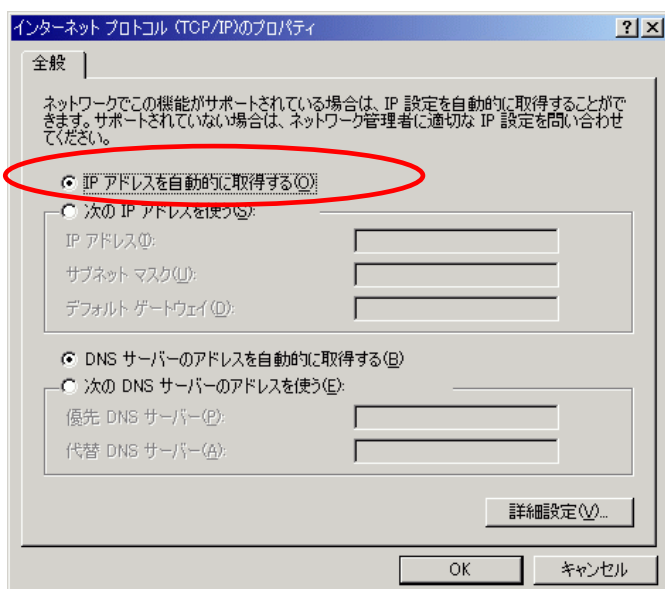 インターネット プロトコル (TCP/IP)のプロパティ
全般
ネットワークでこの機能がサポートされている場合は、IP 設定を自動的に取得することがで
きます。サポートされていない場合は、ネットワーク管理者に適切な IP 設定を問い合わせ
てください。
IP アドレスを自動的に取得する(O)
次の IP アドレスを使う(S):
IP アドレス(I):
サブネット マスク(U):
デフォルト ゲートウェイ(D):
DNS サーバーのアドレスを自動的に取得する(B)
次の DNS サーバーのアドレスを使う(E):
優先 DNS サーバー(P):
代替 DNS サーバー(A):
詳細設定(V)...
OK
キャンセル